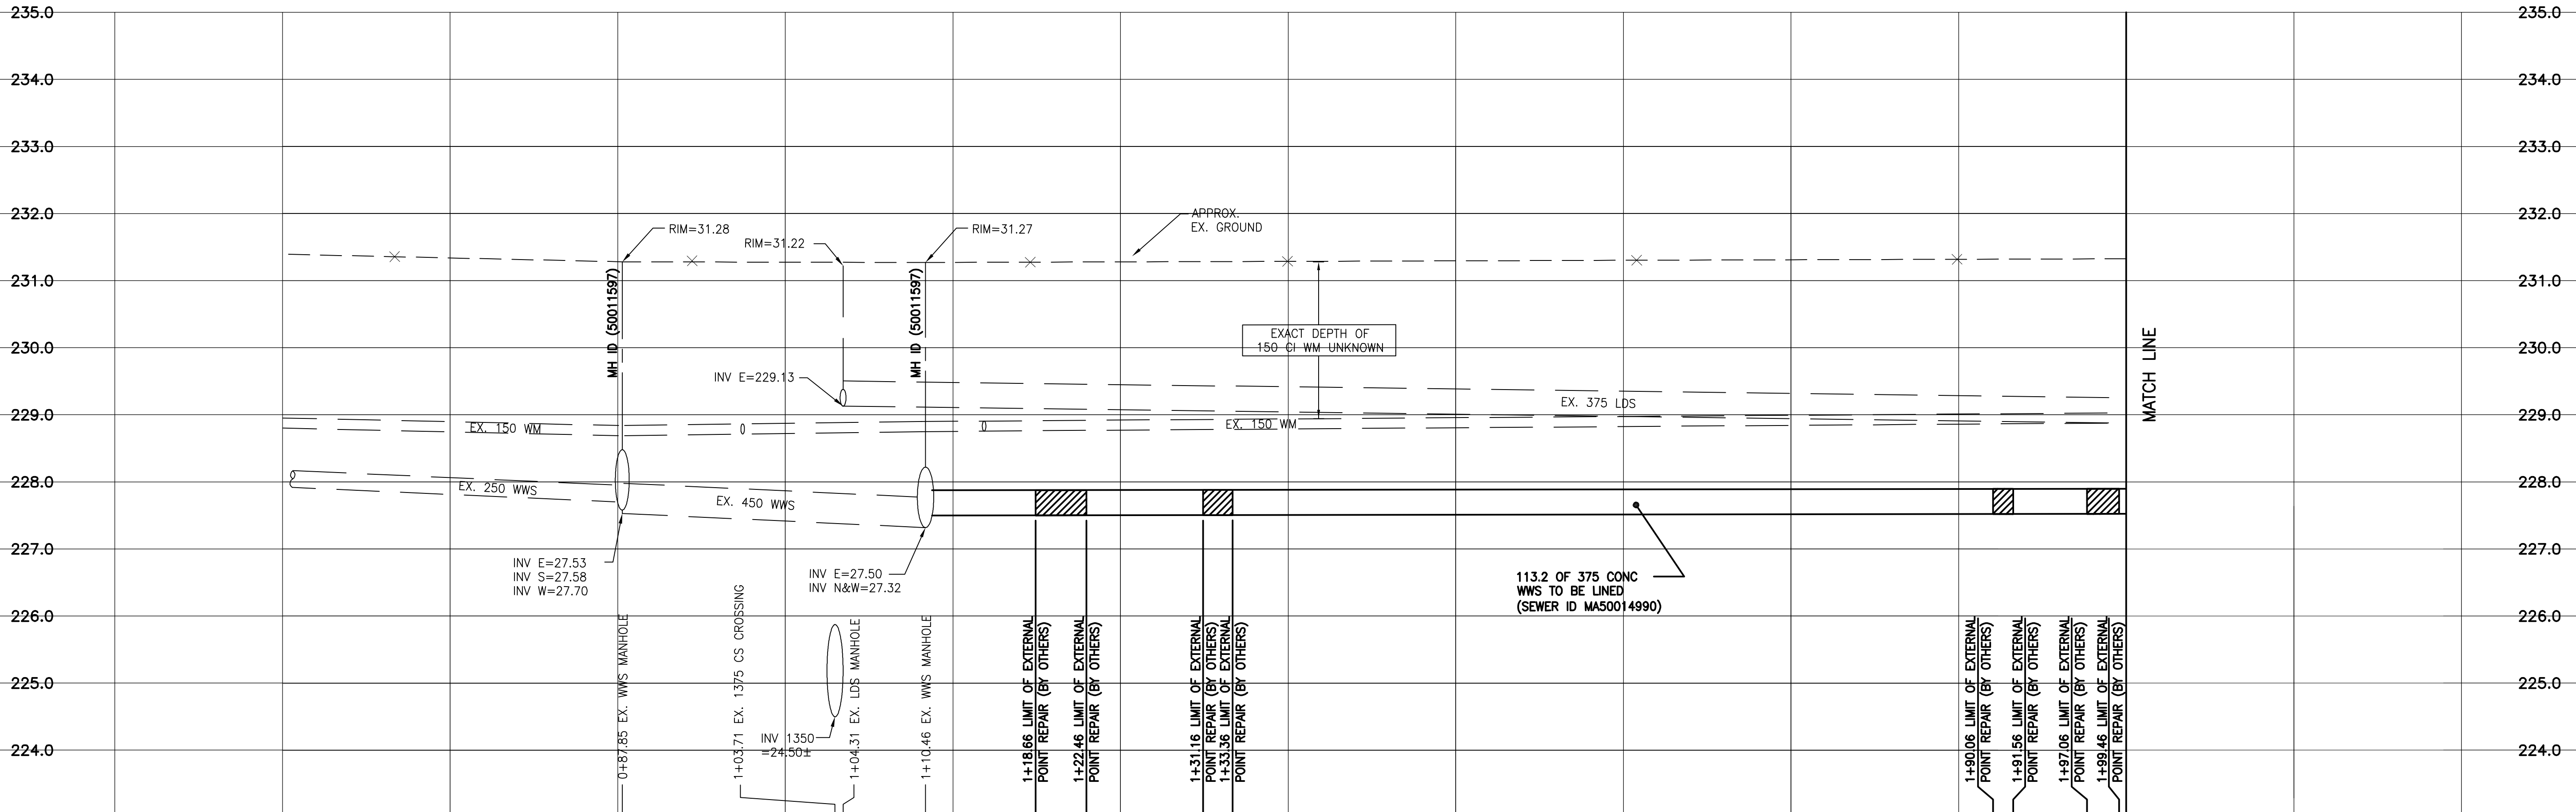 235.0
235.0
234.0
234.0
233.0
233.0
232.0
232.0
231.0
231.0
230.0
230.0
229.0
229.0
228.0
228.0
227.0
227.0
226.0
226.0
225.0
225.0
224.0
224.0
RIM=31.28
RIM=31.22
RIM=31.27
APPROX.
EX. GROUND
MH ID (50011597)
MH ID (50011597)
EXACT DEPTH OF
150 CI WM UNKNOWN
MATCH LINE
INV E=229.13
EX. 375 LDS
EX. 150 WM
EX. 150 WM
EX. 250 WWS
EX. 450 WWS
INV E=27.53
INV S=27.58
INV W=27.70
INV E=27.50
INV N&W=27.32
113.2 OF 375 CONC
WWS TO BE LINED
(SEWER ID MA50014990)
INV 1350
=24.50±
0+87.85 EX. WWS MANHOLE
1+03.71 EX. 1375 CS CROSSING
1+04.31 EX. LDS MANHOLE
1+10.46 EX. WWS MANHOLE
1+18.66 LIMIT OF EXTERNAL
POINT REPAIR (BY OTHERS)
1+22.46 LIMIT OF EXTERNAL
POINT REPAIR (BY OTHERS)
1+31.16 LIMIT OF EXTERNAL
POINT REPAIR (BY OTHERS)
1+33.36 LIMIT OF EXTERNAL
POINT REPAIR (BY OTHERS)
1+90.06 LIMIT OF EXTERNAL
POINT REPAIR (BY OTHERS)
1+91.56 LIMIT OF EXTERNAL
POINT REPAIR (BY OTHERS)
1+97.06 LIMIT OF EXTERNAL
POINT REPAIR (BY OTHERS)
1+99.46 LIMIT OF EXTERNAL
POINT REPAIR (BY OTHERS)